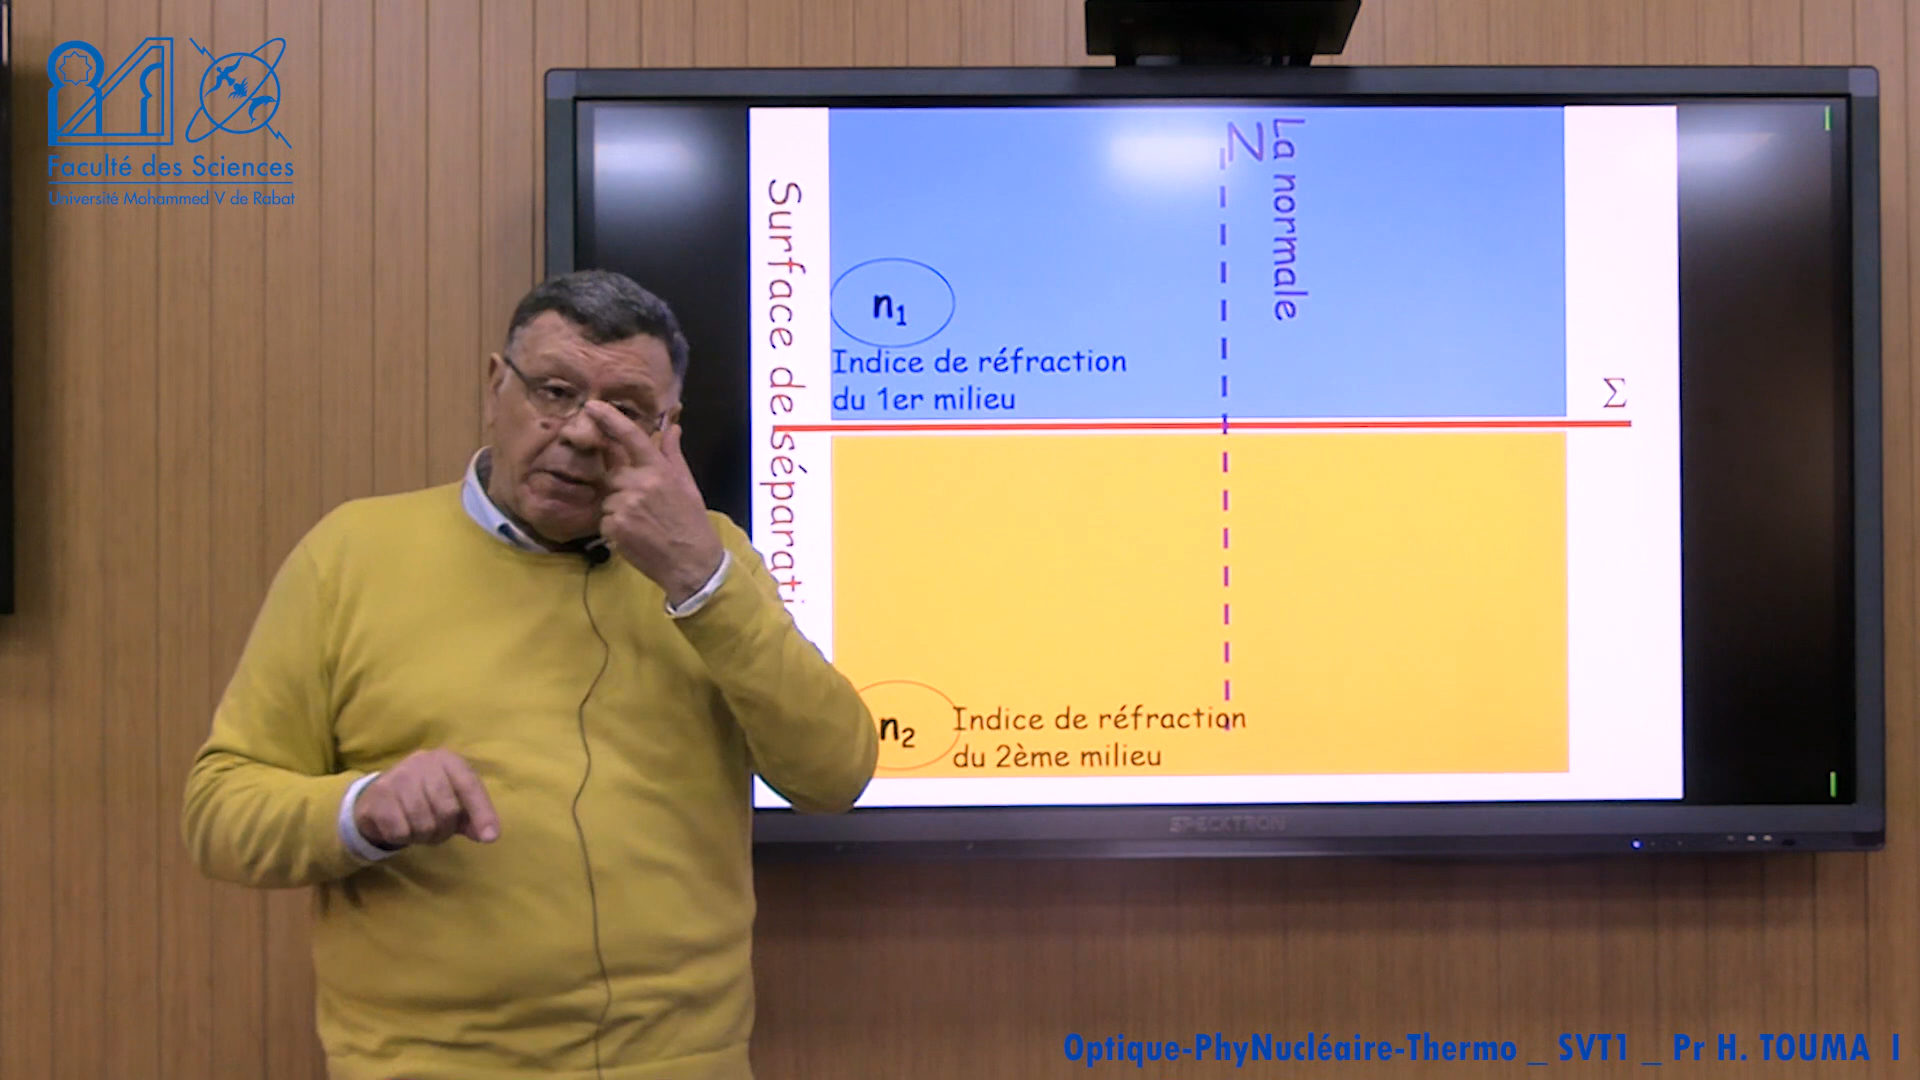 Faculté des Sciences
Université Mohammed V de Rabat
Surface de séparati
N
La normale
n₁
Indice de réfraction
du 1er milieu
Σ
n₂
Indice de réfraction
du 2ème milieu
SPECKTRON
Optique-PhyNucléaire-Thermo _ SVT1 _ Pr H. TOUMA I